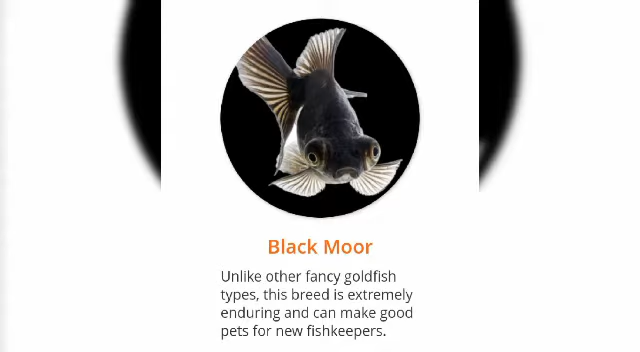 Black Moor
Unlike other fancy goldfish
types, this breed is extremely
enduring and can make good
pets for new fishkeepers.